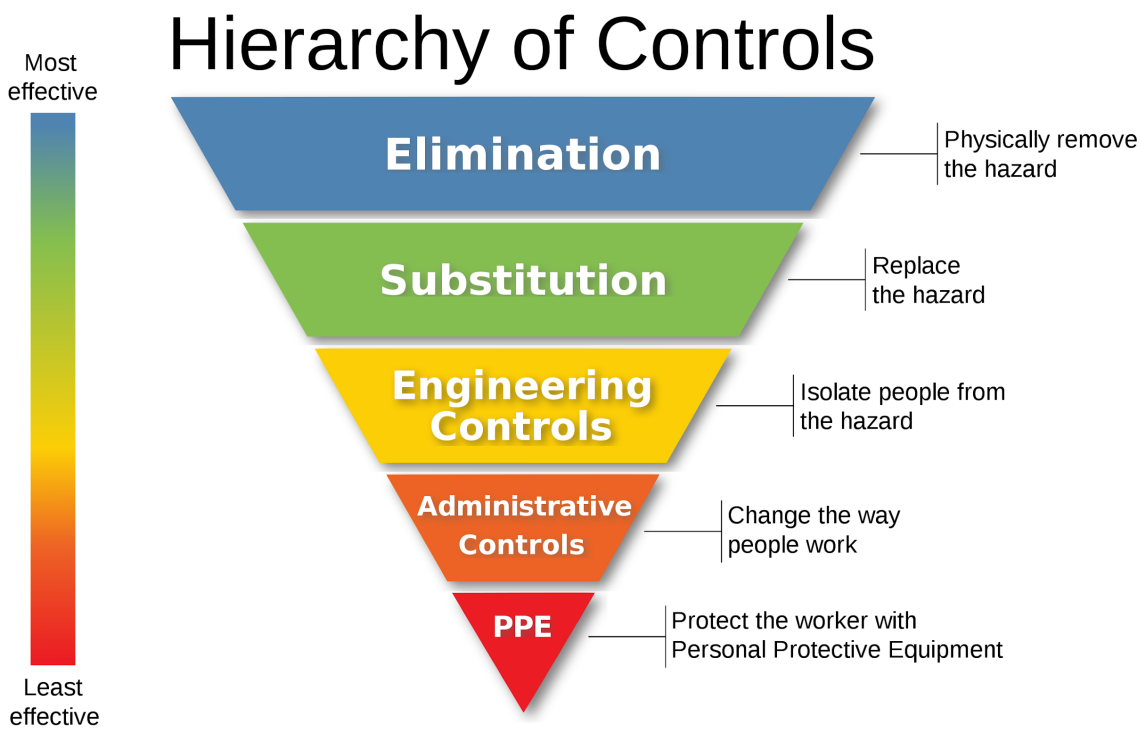 Hierarchy of Controls
Most
effective
Elimination
Physically remove
the hazard
Substitution
Replace
the hazard
Engineering
Controls
Isolate people from
the hazard
Administrative
Controls
Change the way
people work
PPE
Protect the worker with
Personal Protective Equipment
Least
effective